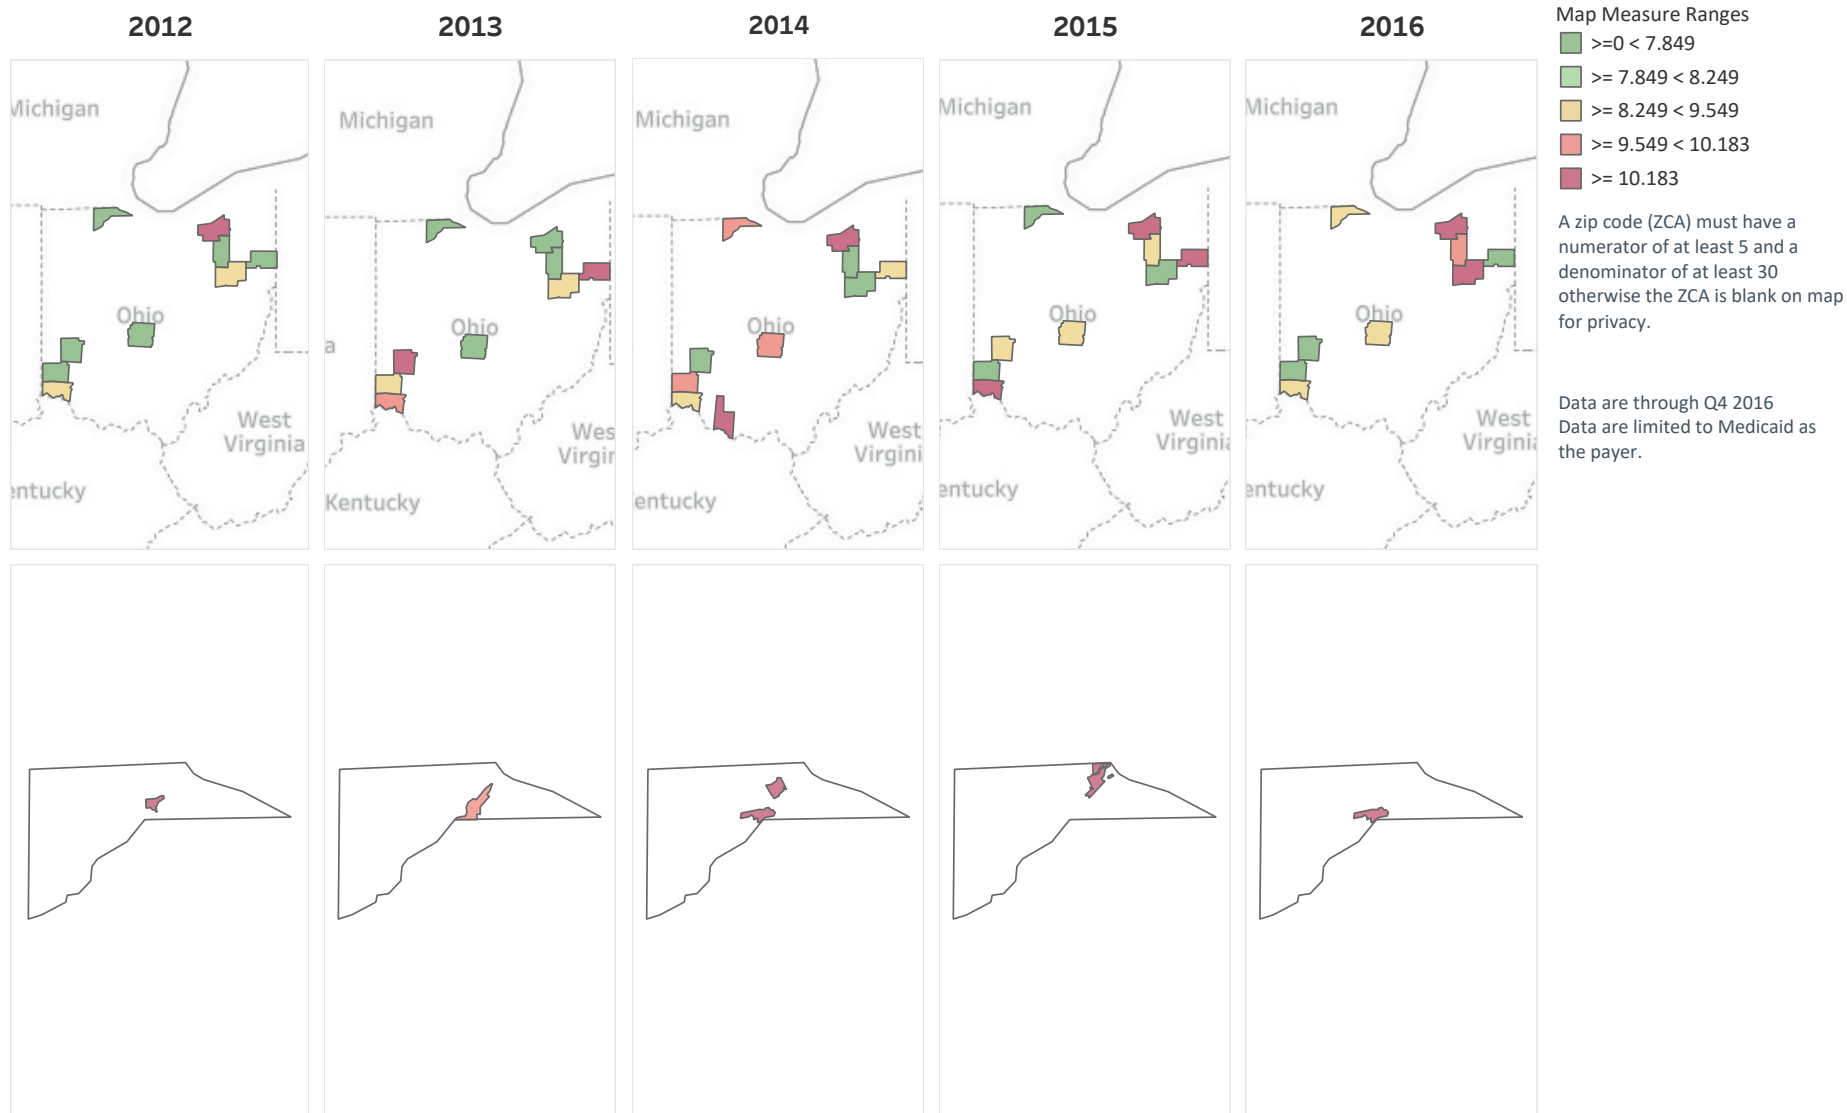 2012
2013
2014
2015
2016
Map Measure Ranges
>=0 < 7.849
>= 7.849 < 8.249
>= 8.249 < 9.549
>= 9.549 < 10.183
>= 10.183
A zip code (ZCA) must have a
numerator of at least 5 and a
denominator of at least 30
otherwise the ZCA is blank on map
for privacy.
Data are through Q4 2016
Data are limited to Medicaid as
the payer.
Michigan
Ohio
West
Virginia
entucky
Michigan
a
Ohio
Wes
Virgir
Kentucky
Michigan
Ohio
West
Virgini
entucky
Michigan
Ohio
West
Virginia
entucky
Michigan
Ohio
West
Virginia
entucky